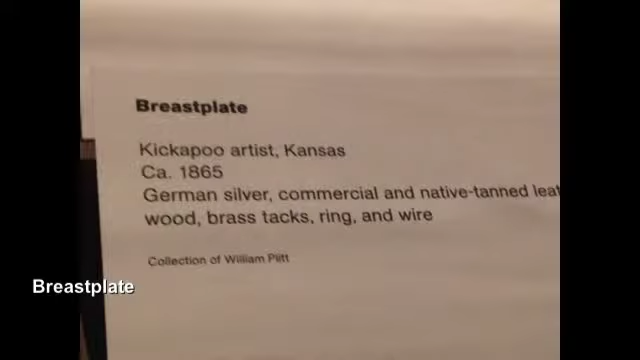 Breastplate
Kickapoo artist, Kansas
Ca. 1865
German silver, commercial and native-tanned leat
wood, brass tacks, ring, and wire
Collection of William Plitt
Breastplate